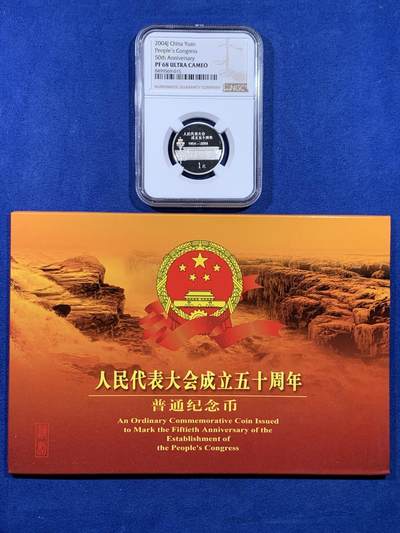 2004J China Yuan
People's Congress
50th Anniversary
PF 68 ULTRA CAMEO
NGC
人民代表大会
成立五十周年
1954-2004
1元
人民代表大会成立五十周年
普通纪念币
An Ordinary Commemorative Coin Issued
to Mark the Fiftieth Anniversary of the
Establishment of
the People's Congress